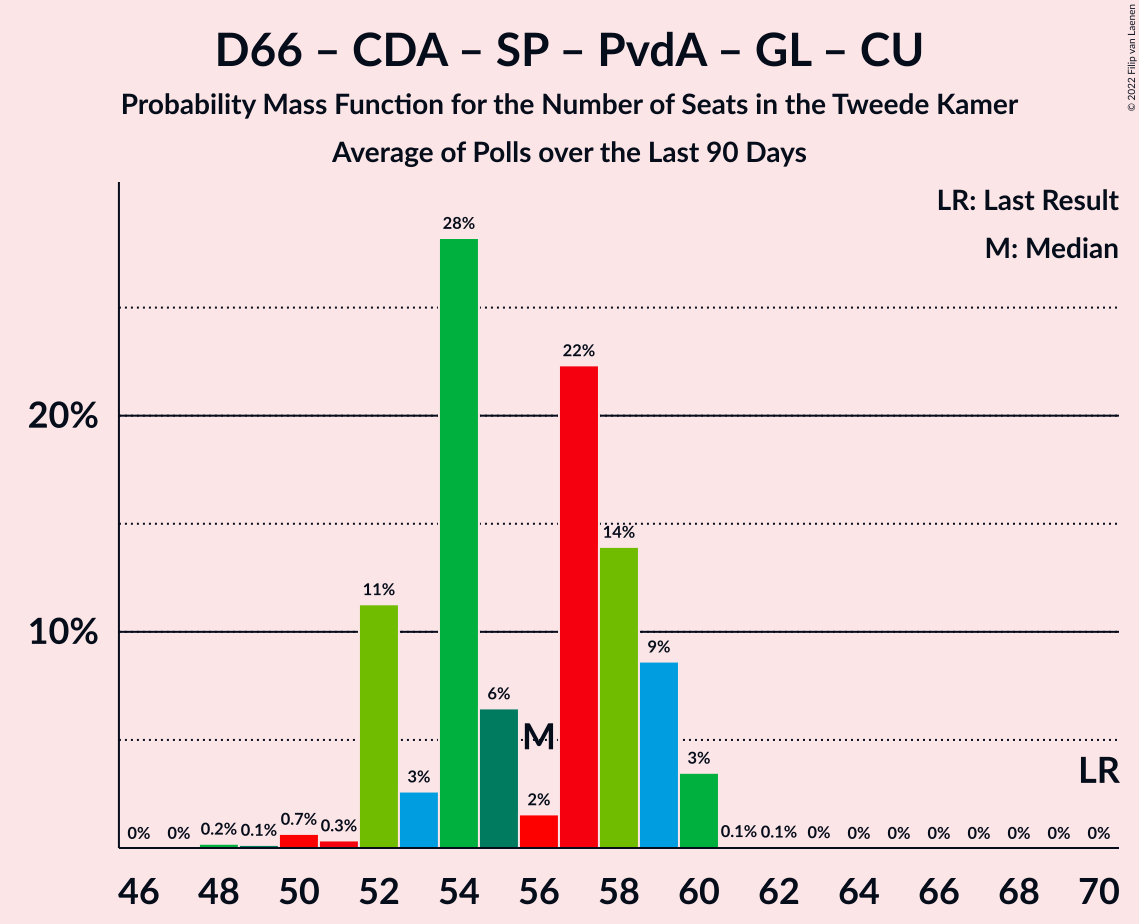 D66 – CDA – SP – PvdA – GL – CU
Probability Mass Function for the Number of Seats in the Tweede Kamer
Average of Polls over the Last 90 Days
© 2022 Filip van Laenen
LR: Last Result
M: Median
28%
22%
20%
14%
11%
10%
9%
6%
M
3%
3%
LR
2%
0% 0% 0.2% 0.1% 0.7% 0.3% 0.1% 0.1% 0% 0% 0% 0% 0% 0% 0% 0%
46 48 50 52 54 56 58 60 62 64 66 68 70